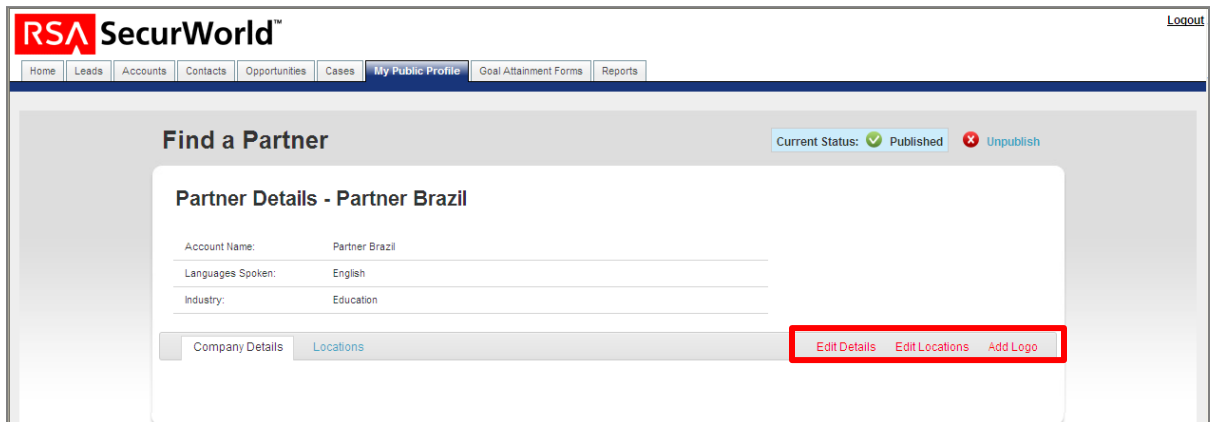 Logout
RSA SecurWorld™
Home Leads Accounts Contacts Opportunities Cases My Public Profile Goal Attainment Forms Reports
Find a Partner
Current Status: Published Unpublish
Partner Details - Partner Brazil
Account Name: Partner Brazil
Languages Spoken: English
Industry: Education
Company Details Locations Edit Details Edit Locations Add Logo